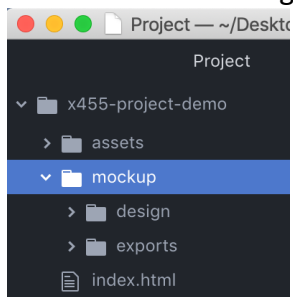 Project — ~/Deskto
Project
x455-project-demo
assets
mockup
design
exports
index.html